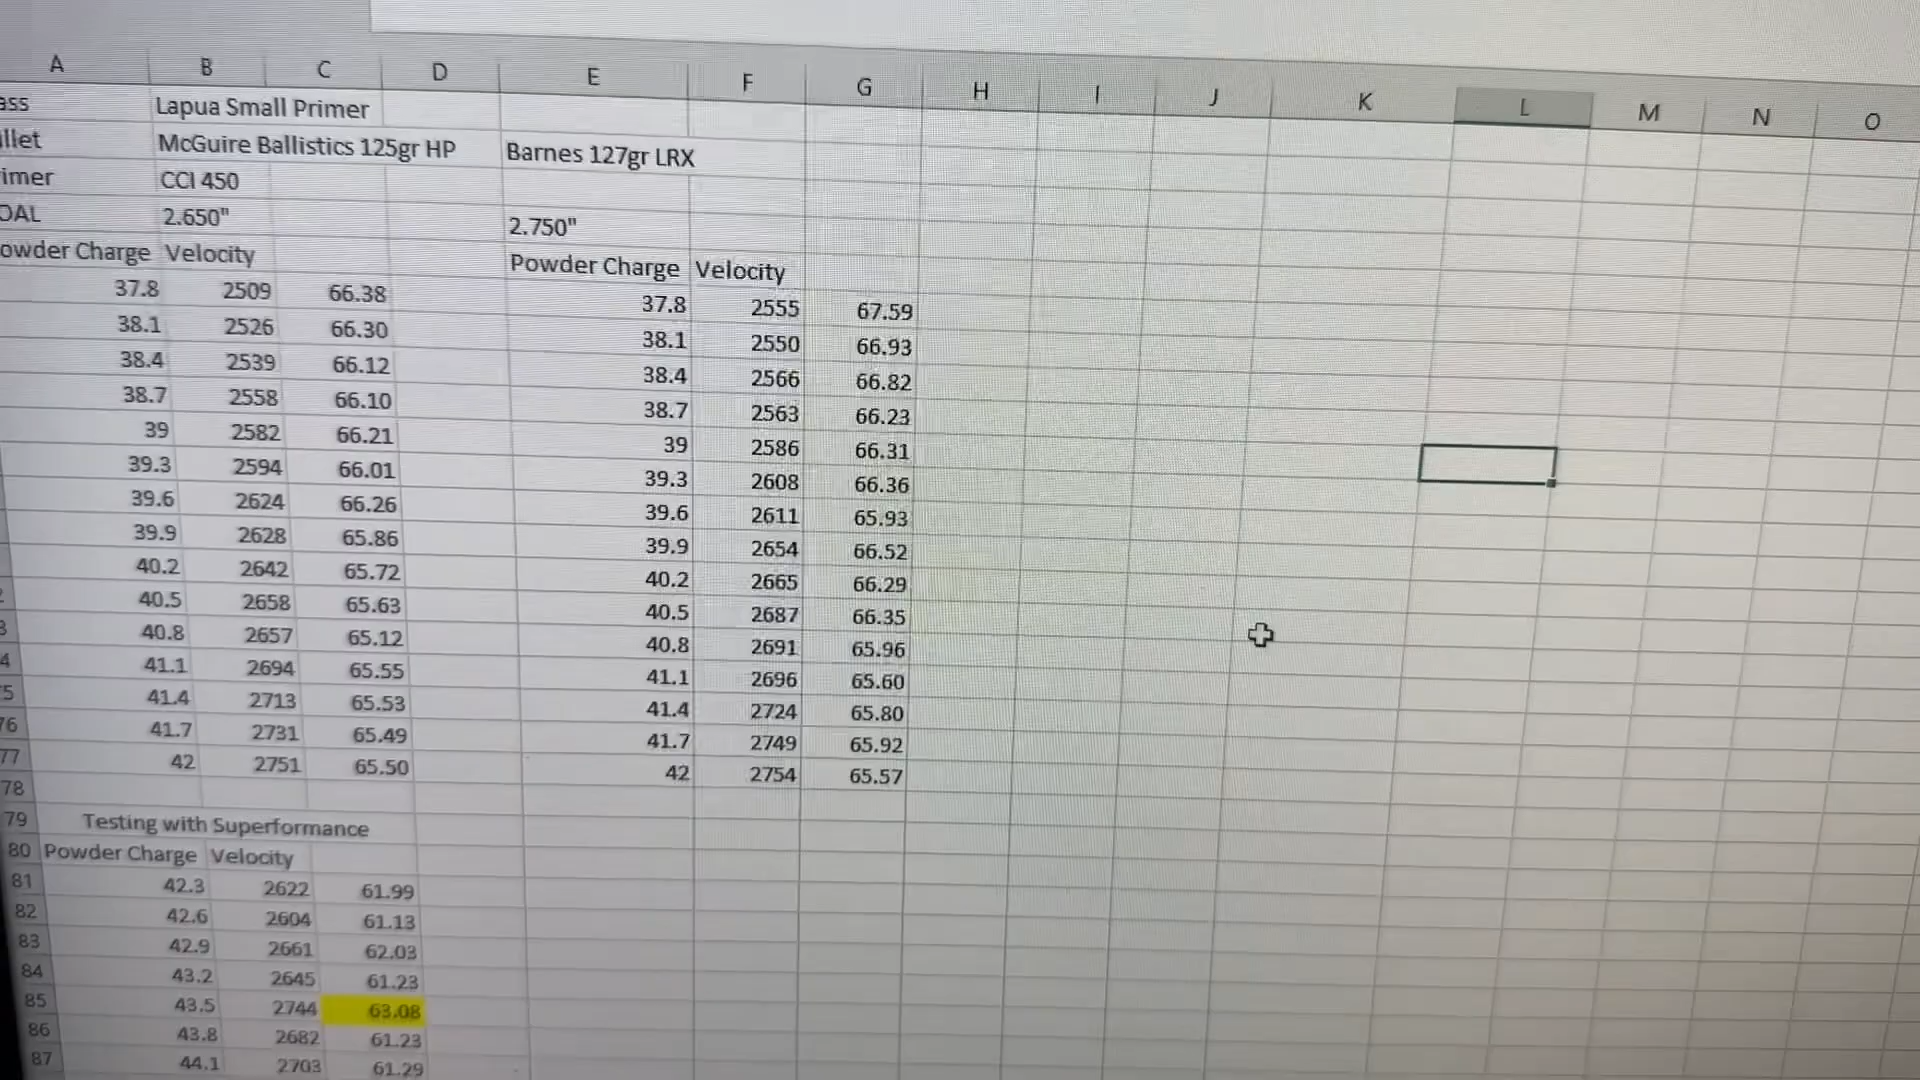 A B C D E F G H I J K L M N O
ass Lapua Small Primer
llet McGuire Ballistics 125gr HP Barnes 127gr LRX
imer CCI 450
OAL 2.650" 2.750"
owder Charge Velocity Powder Charge Velocity
37.8 2509 66.38 37.8 2555 67.59
38.1 2526 66.30 38.1 2550 66.93
38.4 2539 66.12 38.4 2566 66.82
38.7 2558 66.10 38.7 2563 66.23
39 2582 66.21 39 2586 66.31
39.3 2594 66.01 39.3 2608 66.36
39.6 2624 66.26 39.6 2611 65.93
39.9 2628 65.86 39.9 2654 66.52
40.2 2642 65.72 40.2 2665 66.29
2 40.5 2658 65.63 40.5 2687 66.35
3 40.8 2657 65.12 40.8 2691 65.96
4 41.1 2694 65.55 41.1 2696 65.60
75 41.4 2713 65.53 41.4 2724 65.80
76 41.7 2731 65.49 41.7 2749 65.92
77 42 2751 65.50 42 2754 65.57
78
79 Testing with Superformance
80 Powder Charge Velocity
81 42.3 2622 61.99
82 42.6 2604 61.13
83 42.9 2661 62.03
84 43.2 2645 61.23
85 43.5 2744 63.08
86 43.8 2682 61.23
87 44.1 2703 61.29